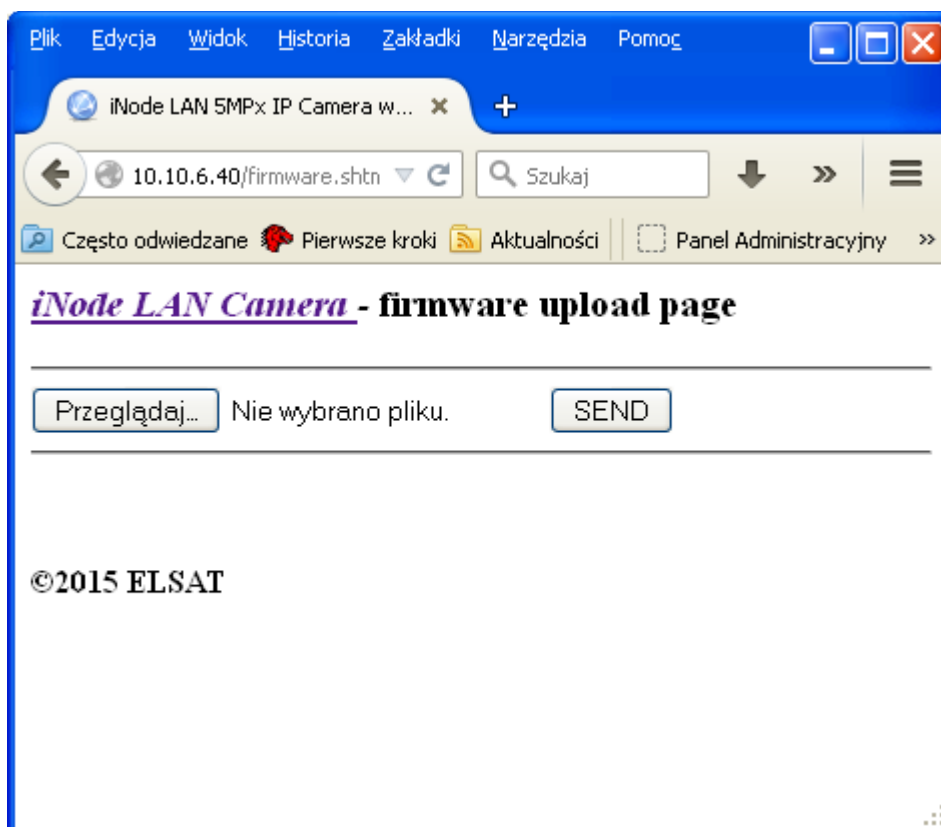 Plik Edycja Widok Historia Zakładki Narzędzia Pomoc
iNode LAN 5MPx IP Camera w...
10.10.6.40/firmware.shtn Szukaj
Często odwiedzane Pierwsze kroki Aktualności Panel Administracyjny »
iNode LAN Camera - firmware upload page
Przeglądaj... Nie wybrano pliku. SEND
©2015 ELSAT